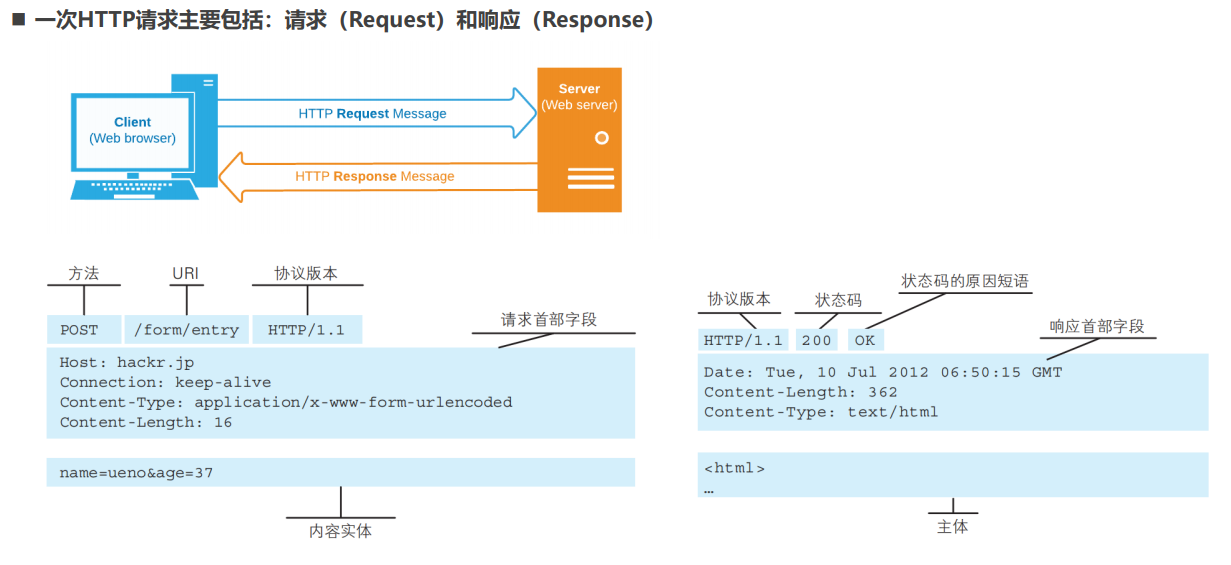 ■ 一次HTTP请求主要包括：请求（Request）和响应（Response）
Client
(Web browser)
HTTP Request Message
HTTP Response Message
Server
(Web server)
方法
URI
协议版本
POST
/form/entry
HTTP/1.1
请求首部字段
Host: hackr.jp
Connection: keep-alive
Content-Type: application/x-www-form-urlencoded
Content-Length: 16
name=ueno&age=37
内容实体
协议版本
状态码
状态码的原因短语
HTTP/1.1
200
OK
响应首部字段
Date: Tue, 10 Jul 2012 06:50:15 GMT
Content-Length: 362
Content-Type: text/html
<html>
…
主体